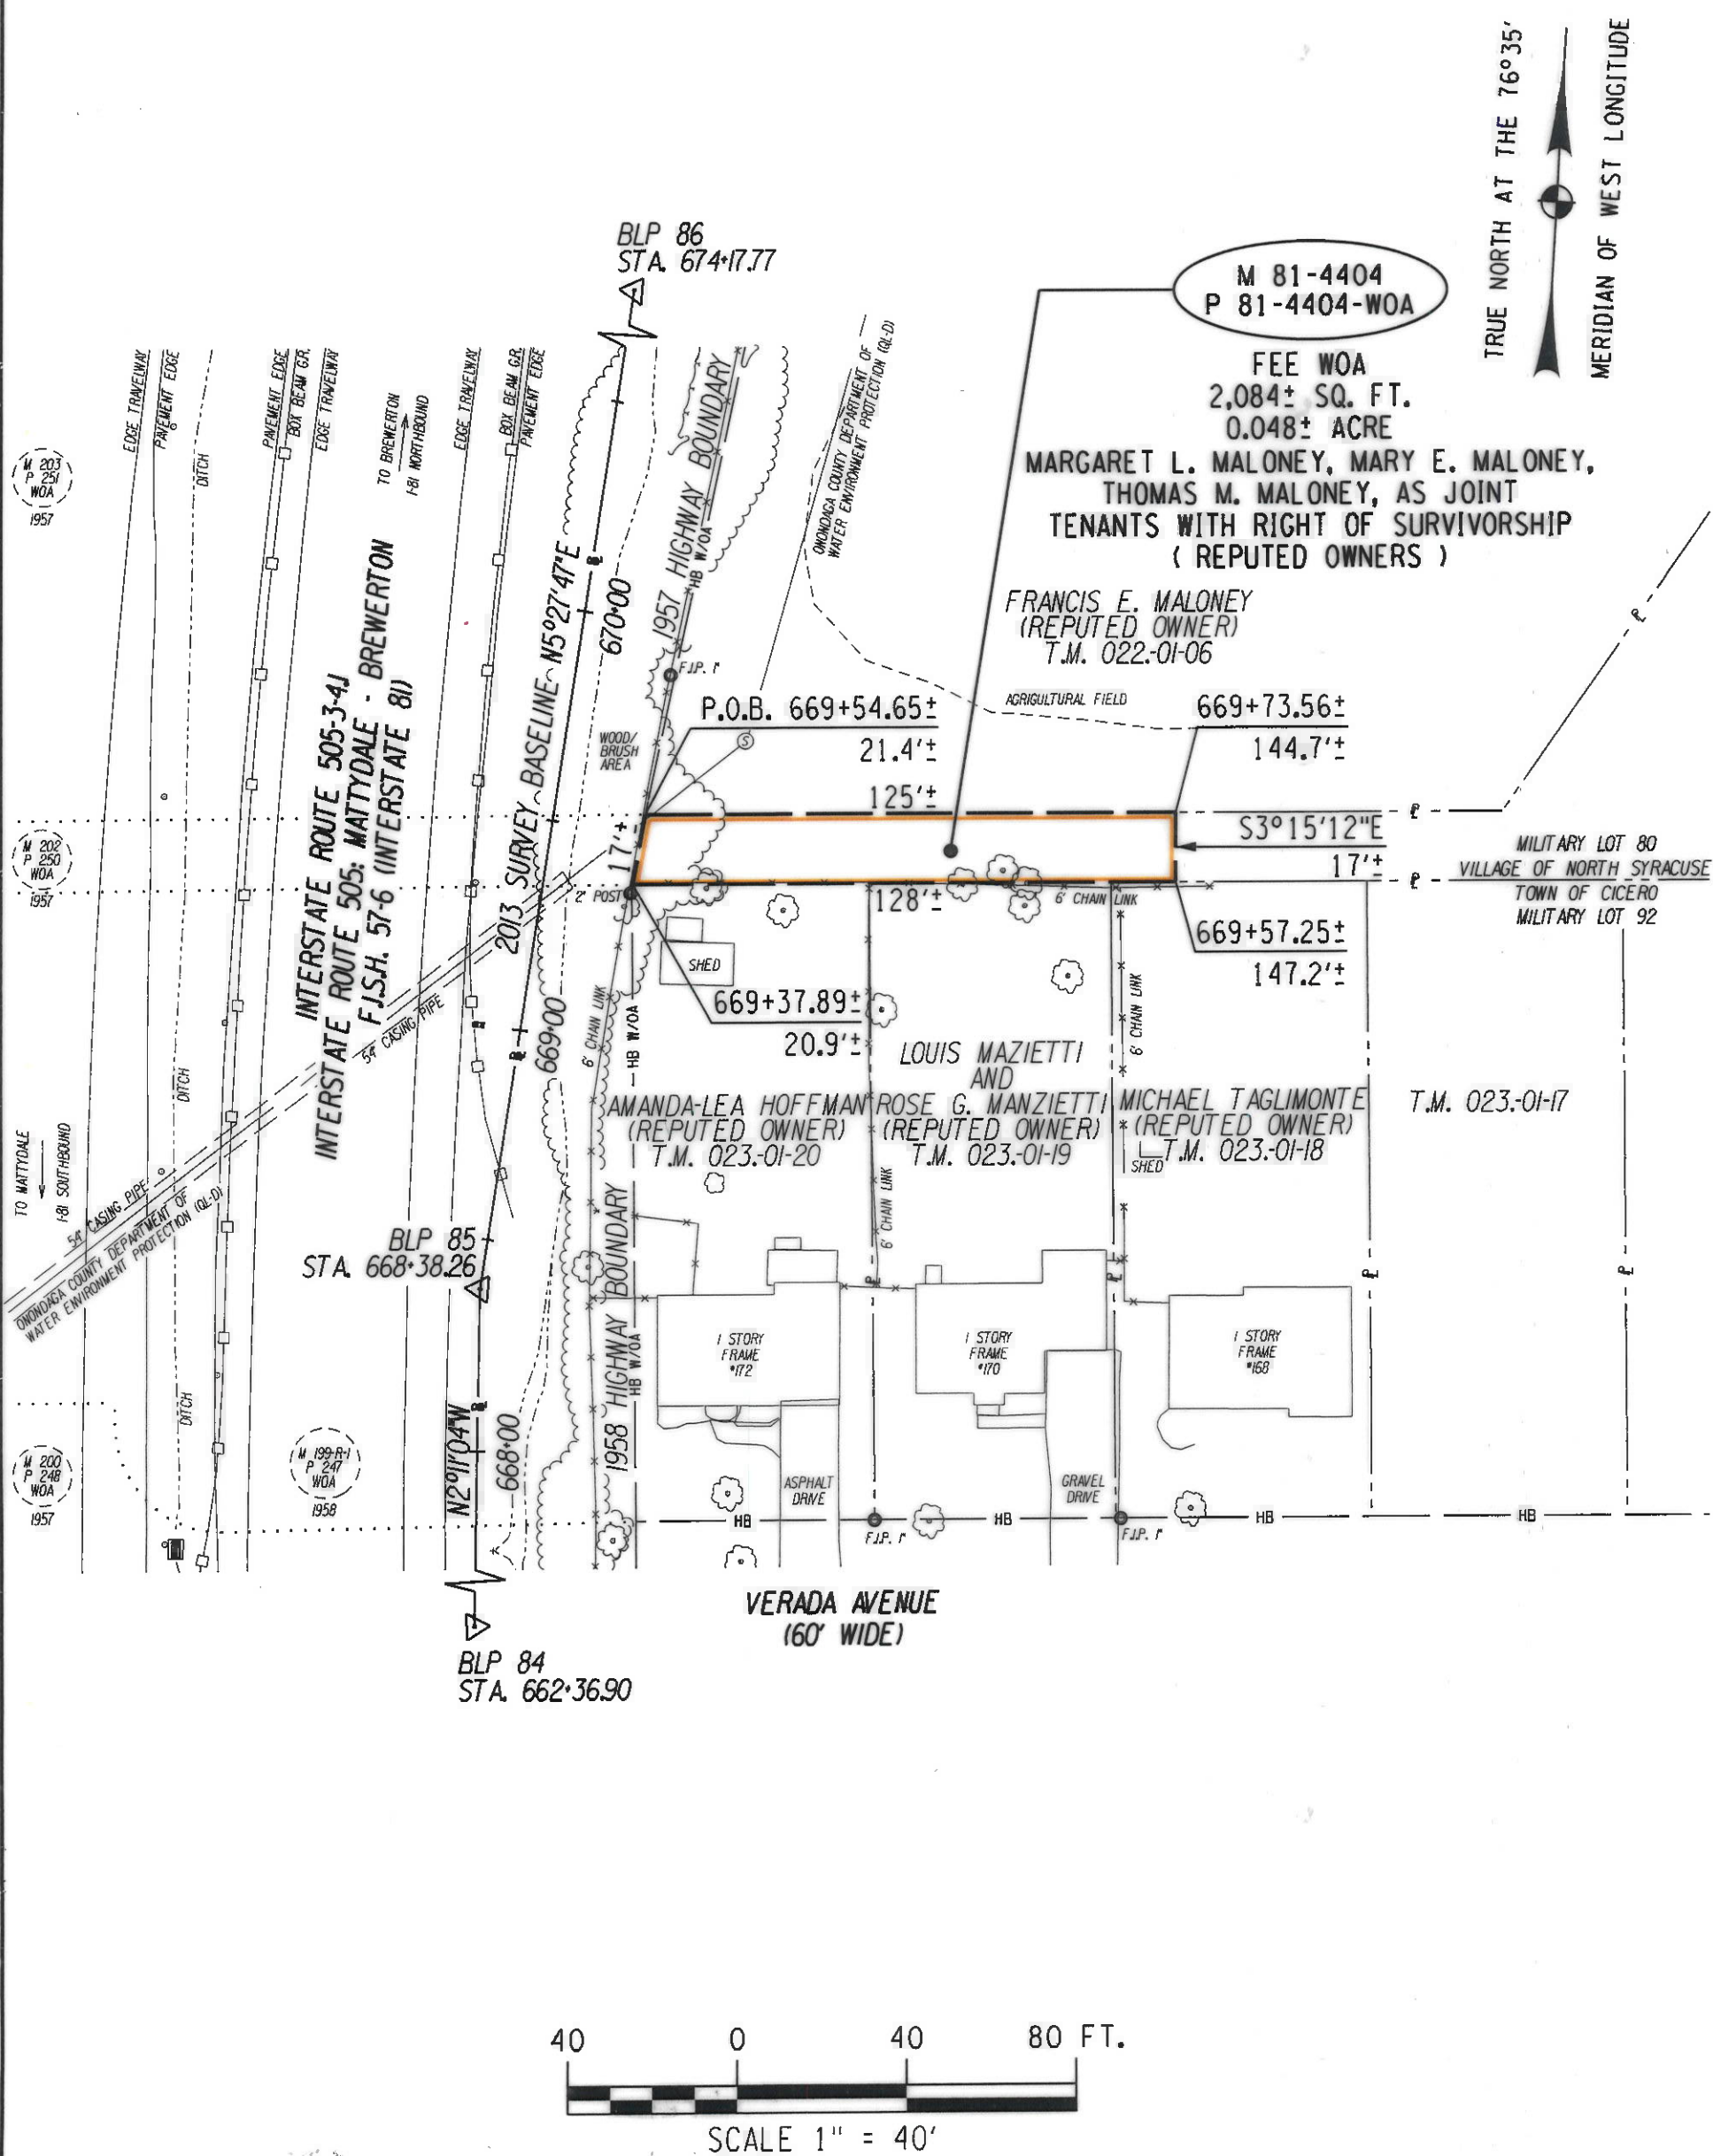 TRUE NORTH AT THE 76°35'
MERIDIAN OF WEST LONGITUDE
BLP 86
STA. 674+17.77
M 81-4404
P 81-4404-WOA
FEE WOA
2,084± SQ. FT.
0.048± ACRE
MARGARET L. MALONEY, MARY E. MALONEY,
THOMAS M. MALONEY, AS JOINT
TENANTS WITH RIGHT OF SURVIVORSHIP
( REPUTED OWNERS )
FRANCIS E. MALONEY
(REPUTED OWNER)
T.M. 022.-01-06
AGRICULTURAL FIELD
EDGE TRAVELWAY
PAVEMENT EDGE
DITCH
PAVEMENT EDGE
BOX BEAM GR.
EDGE TRAVELWAY
TO BREWERTON
I-81 NORTHBOUND
EDGE TRAVELWAY
BOX BEAM GR.
PAVEMENT EDGE
M 203
P 251
WOA
1957
1957 HIGHWAY BOUNDARY
HB W/OA
ONONDAGA COUNTY DEPARTMENT OF
WATER ENVIRONMENT PROTECTION (QL-D)
2013 SURVEY BASELINE N5°27'47"E
670+00
F.I.P. 1"
WOOD/
BRUSH
AREA
S
P.O.B. 669+54.65±
21.4'±
125'±
669+73.56±
144.7'±
S3°15'12"E
17'±
17'±
MILITARY LOT 80
VILLAGE OF NORTH SYRACUSE
TOWN OF CICERO
MILITARY LOT 92
M 202
P 250
WOA
1957
INTERSTATE ROUTE 505-3-4.1
INTERSTATE ROUTE 505: MATTYDALE - BREWERTON
F.I.S.H. 57-6 (INTERSTATE 81)
2" POST
128'±
6' CHAIN LINK
669+57.25±
147.2'±
SHED
669+37.89±
20.9'±
6' CHAIN LINK
HB W/OA
6' CHAIN LINK
669+00
54" CASING PIPE
LOUIS MAZIETTI
AND
ROSE G. MANZIETTI
(REPUTED OWNER)
T.M. 023.-01-19
AMANDA-LEA HOFFMAN
(REPUTED OWNER)
T.M. 023.-01-20
MICHAEL TAGLIMONTE
(REPUTED OWNER)
T.M. 023.-01-18
SHED
T.M. 023.-01-17
DITCH
TO MATTYDALE
I-81 SOUTHBOUND
54" CASING PIPE
ONONDAGA COUNTY DEPARTMENT OF
WATER ENVIRONMENT PROTECTION (QL-D)
6' CHAIN LINK
BLP 85
STA. 668+38.26
1958 HIGHWAY BOUNDARY
HB W/OA
1 STORY
FRAME
#172
1 STORY
FRAME
#170
1 STORY
FRAME
#168
DITCH
M 200
P 248
WOA
1957
M 199-R-1
P 247
WOA
1958
N2°11'04"W
668+00
ASPHALT
DRIVE
GRAVEL
DRIVE
HB
HB
HB
HB
F.I.P. 1"
F.I.P. 1"
VERADA AVENUE
(60' WIDE)
BLP 84
STA. 662+36.90
40 0 40 80 FT.
SCALE 1" = 40'